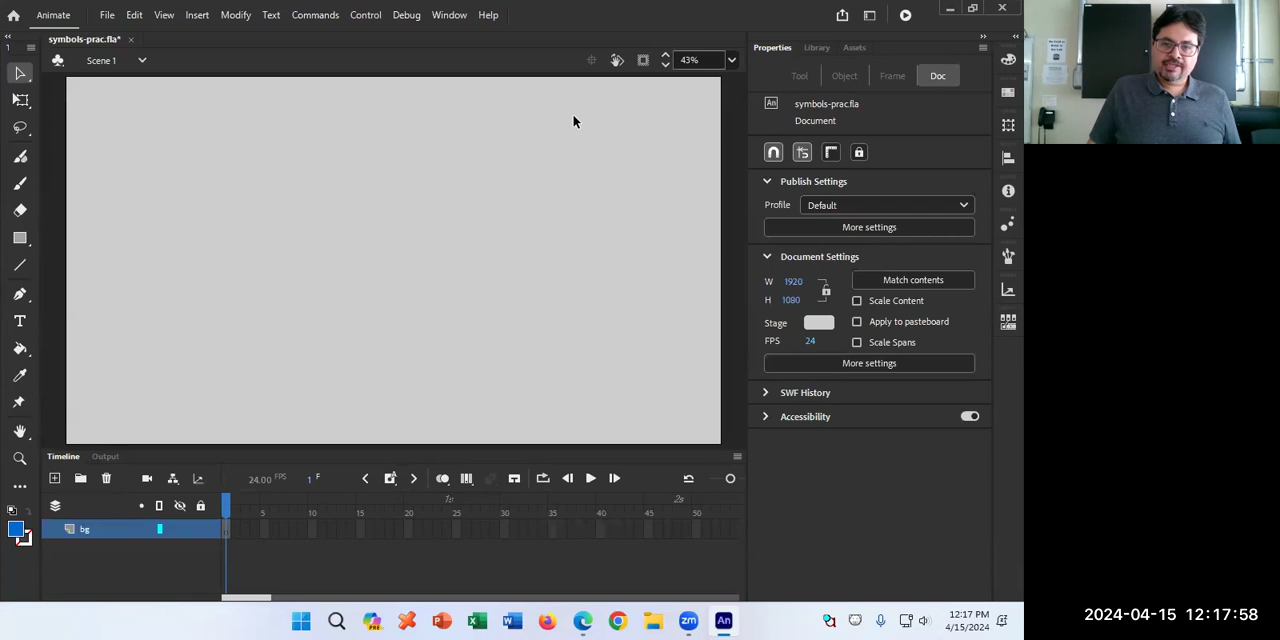 Animate File Edit View Insert Modify Text Commands Control Debug Window Help
symbols-prac.fla*
Scene 1
43%
Properties Library Assets
Tool Object Frame Doc
An symbols-prac.fla
Document
Publish Settings
Profile Default
More settings
Document Settings
W 1920 Match contents
H 1080 Scale Content
Stage Apply to pasteboard
FPS 24 Scale Spans
More settings
SWF History
Accessibility
Timeline Output
24.00 FPS 1 F
1s 2s
5 10 15 20 25 30 35 40 45 50
bg
12:17 PM
4/15/2024
2024-04-15 12:17:58